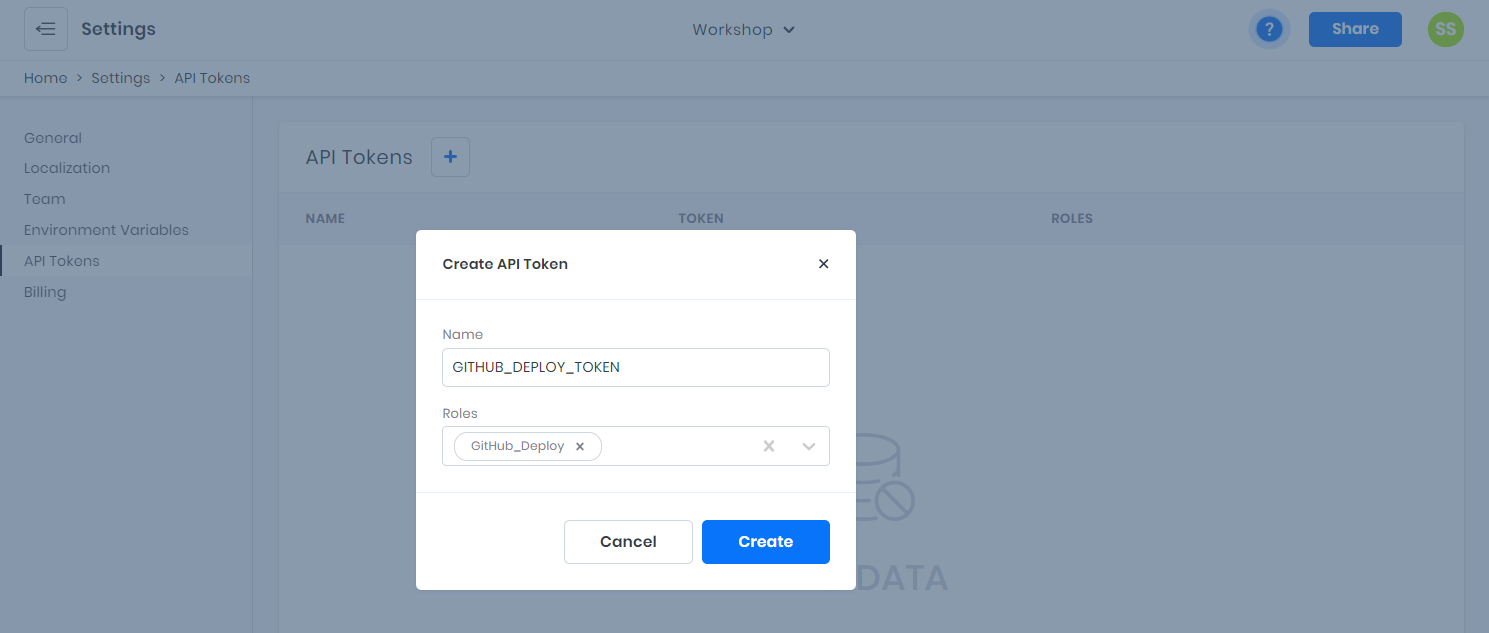 Settings
Workshop
?
Share
SS
Home > Settings > API Tokens
General
Localization
Team
Environment Variables
API Tokens
Billing
API Tokens +
NAME TOKEN ROLES
Create API Token ×
Name
GITHUB_DEPLOY_TOKEN
Roles
GitHub_Deploy ×
Cancel Create
DATA